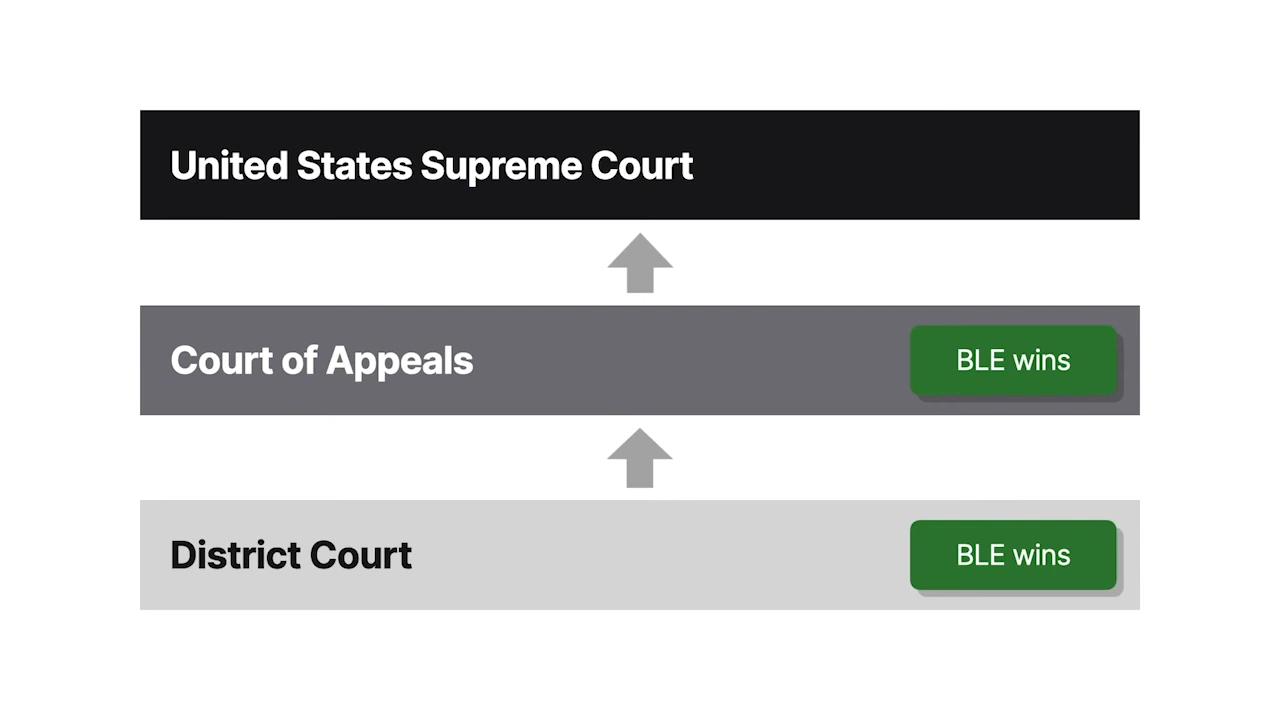 United States Supreme Court
Court of Appeals
BLE wins
District Court
BLE wins